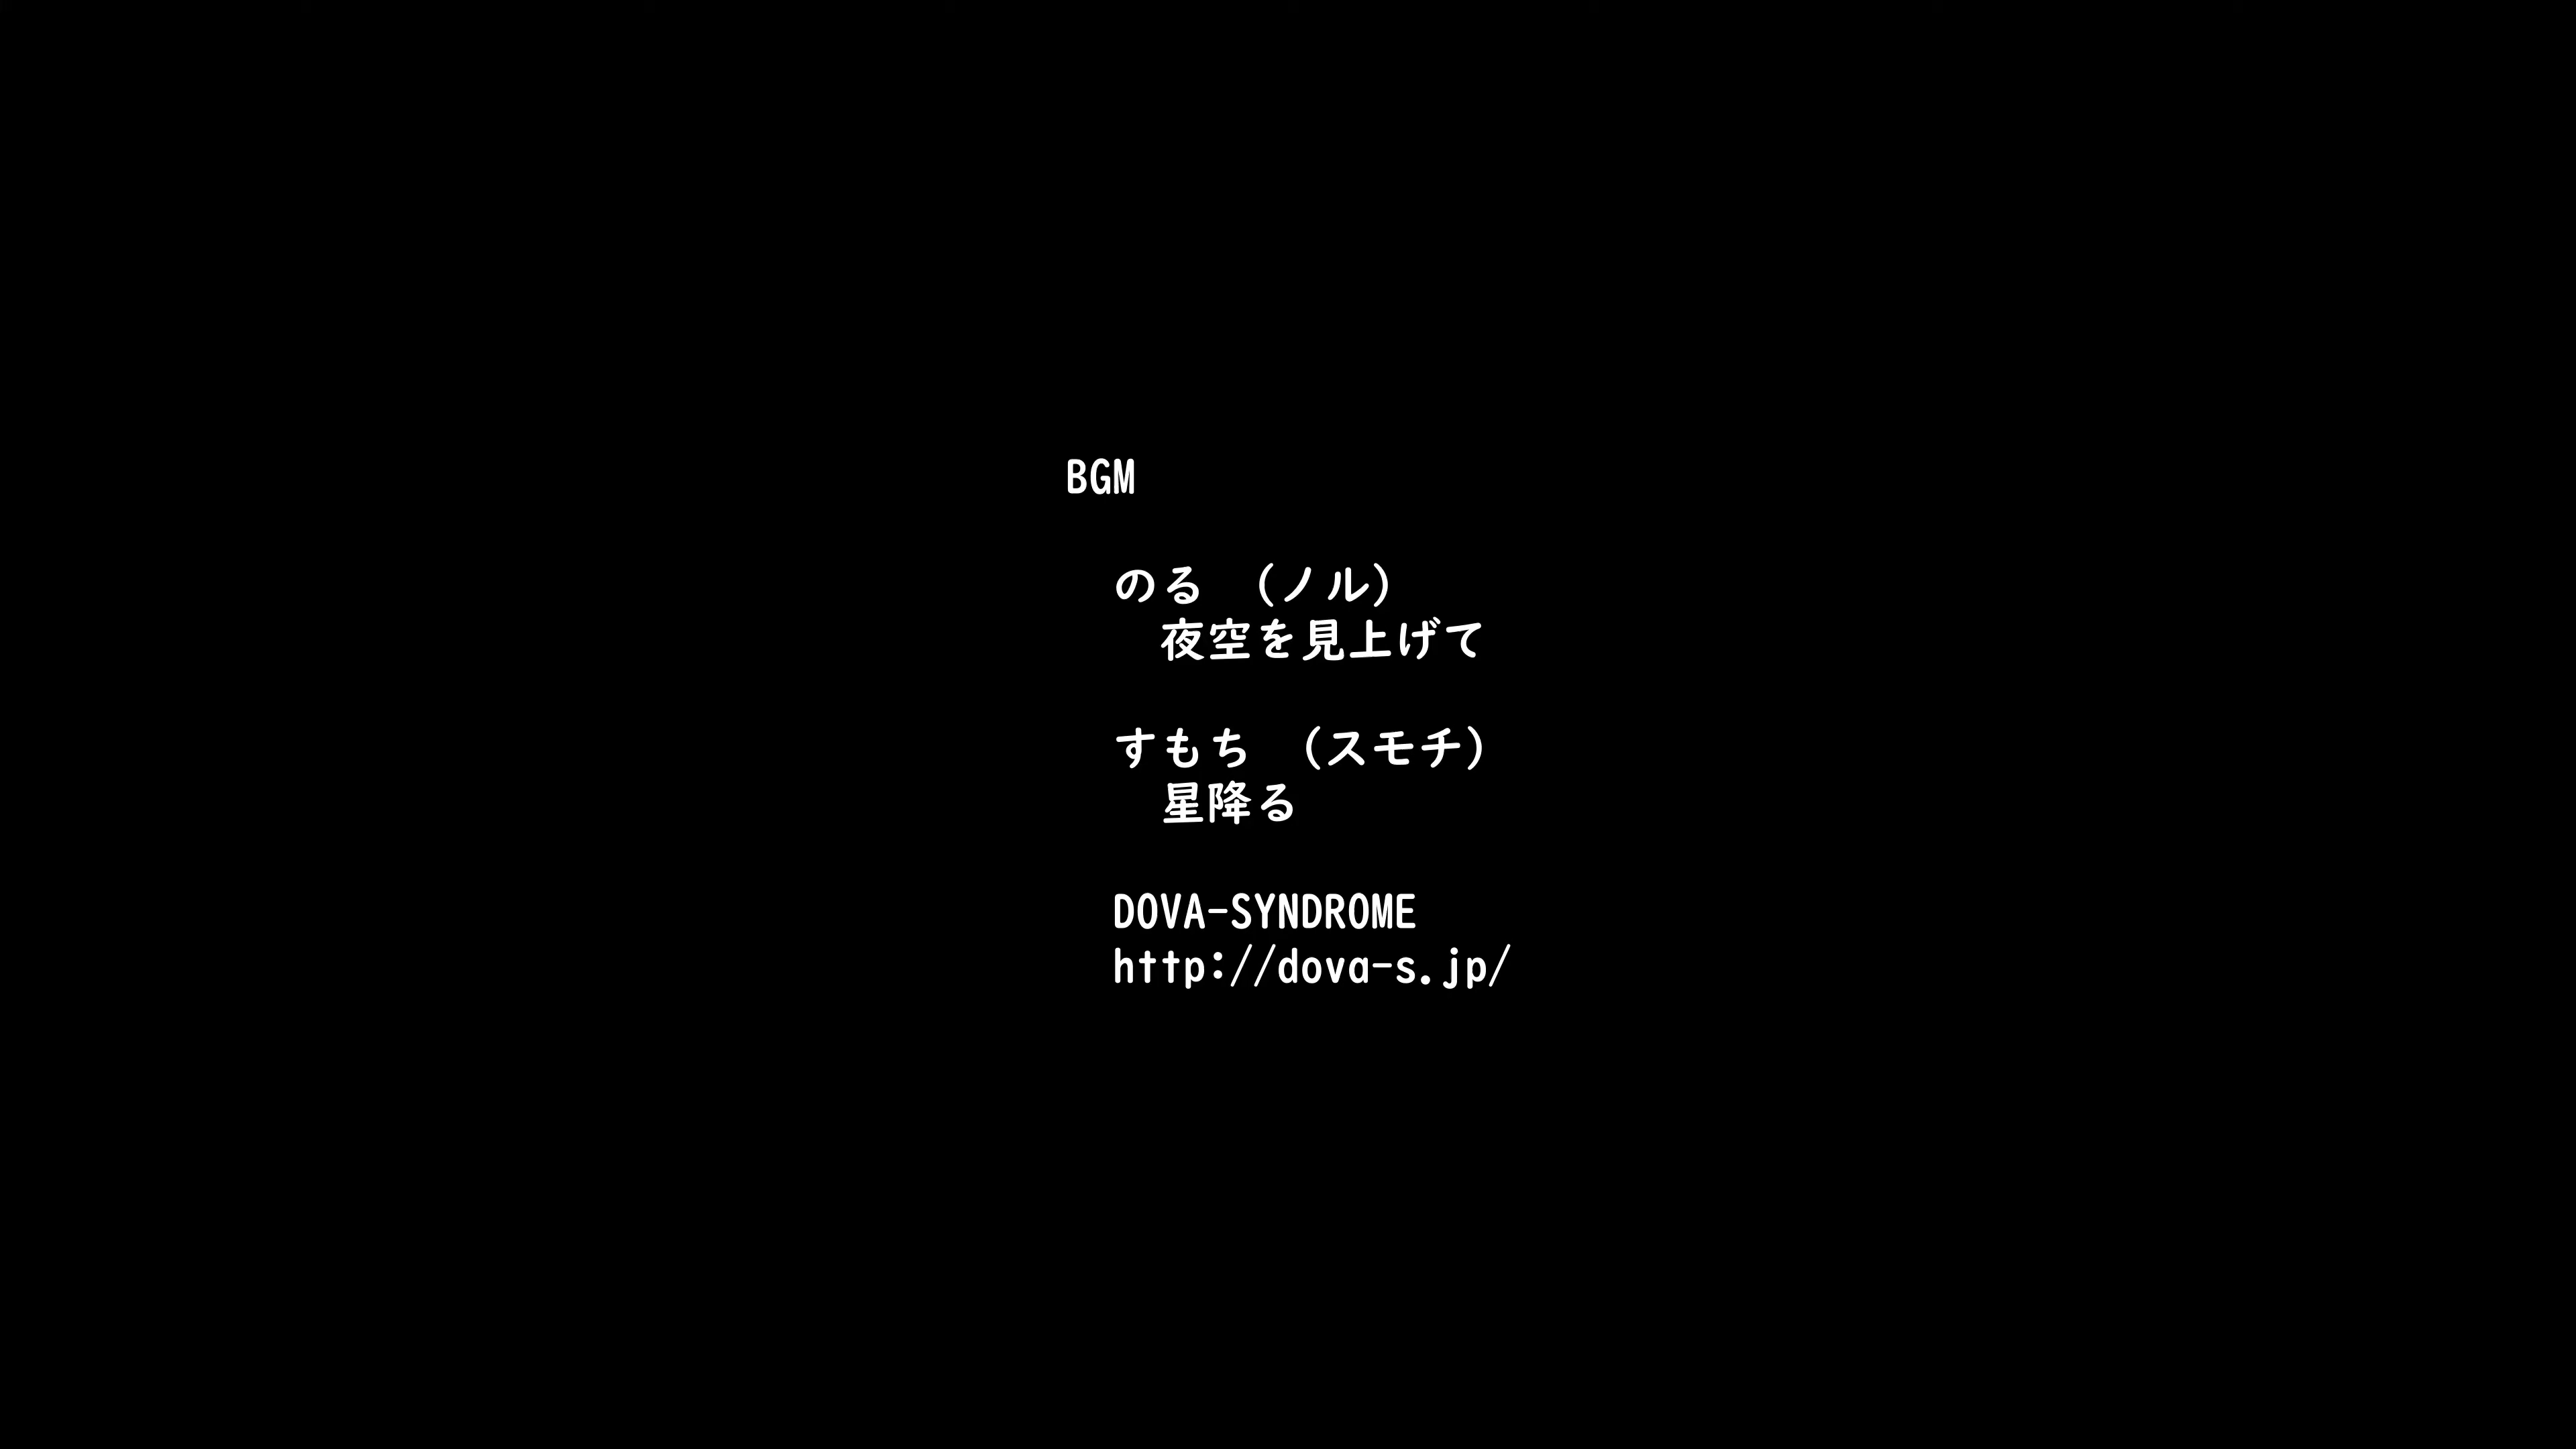 BGM
のる　（ノル）
夜空を見上げて
すもち　（スモチ）
星降る
DOVA-SYNDROME
http://dova-s.jp/